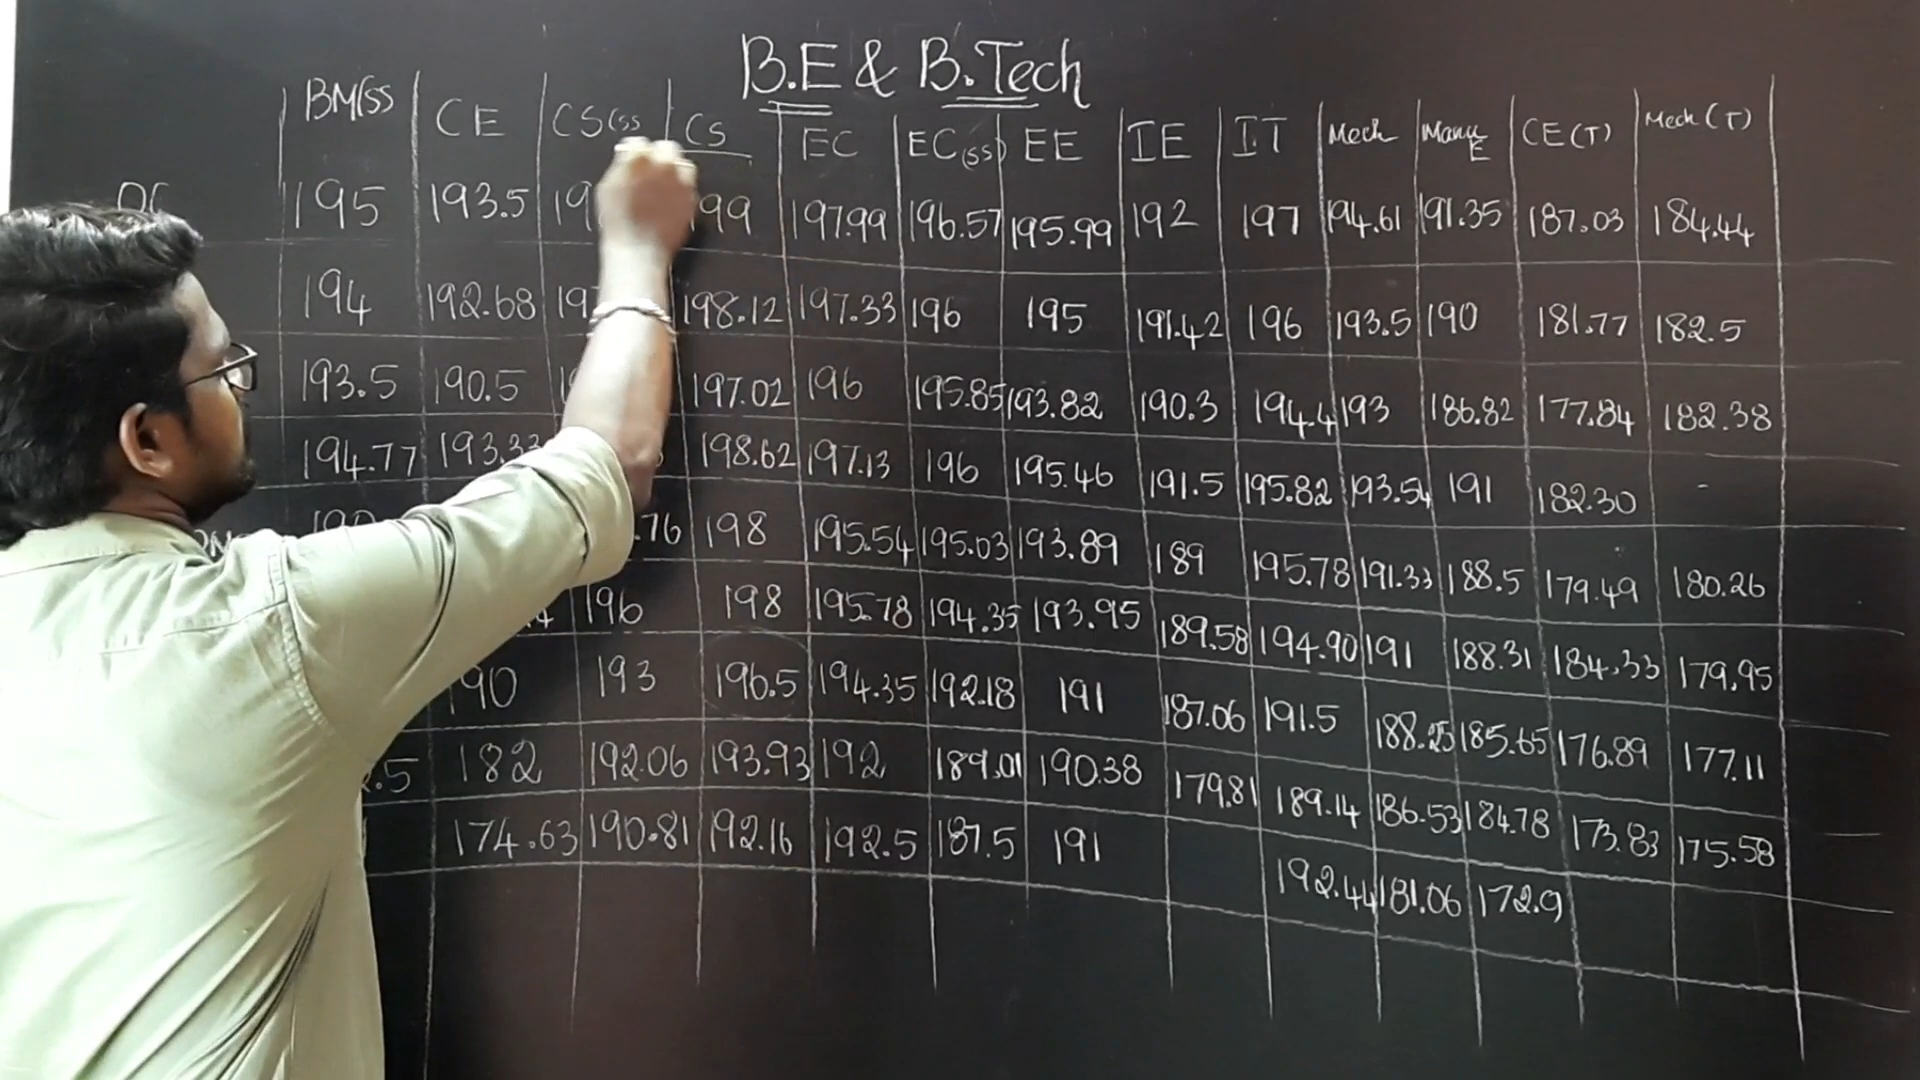 B.E & B.Tech
BM(SS CE CS(SS CS EC EC(SS) EE IE IT Mech Manu E CE(T) Mech(T)
OC 195 193.5 197.99 196.57 195.99 192 197 194.61 191.35 187.03 184.44
194 192.68 198.12 197.33 196 195 191.42 196 193.5 190 181.77 182.5
193.5 190.5 197.02 196 195.85 193.82 190.3 194.4 193 186.82 177.84 182.38
194.77 193.33 198.62 197.13 196 195.46 191.5 195.82 193.54 191 182.30 -
.76 198 195.54 195.03 193.89 189 195.78 191.33 188.5 179.49 180.26
196 198 195.78 194.35 193.95 189.58 194.90 191 188.31 184.33 179.95
190 193 196.5 194.35 192.18 191 187.06 191.5 188.25 185.65 176.89 177.11
.5 182 192.06 193.93 192 189.01 190.38 179.81 189.14 186.53 184.78 173.83 175.58
174.63 190.81 192.16 192.5 187.5 191 192.44 181.06 172.9